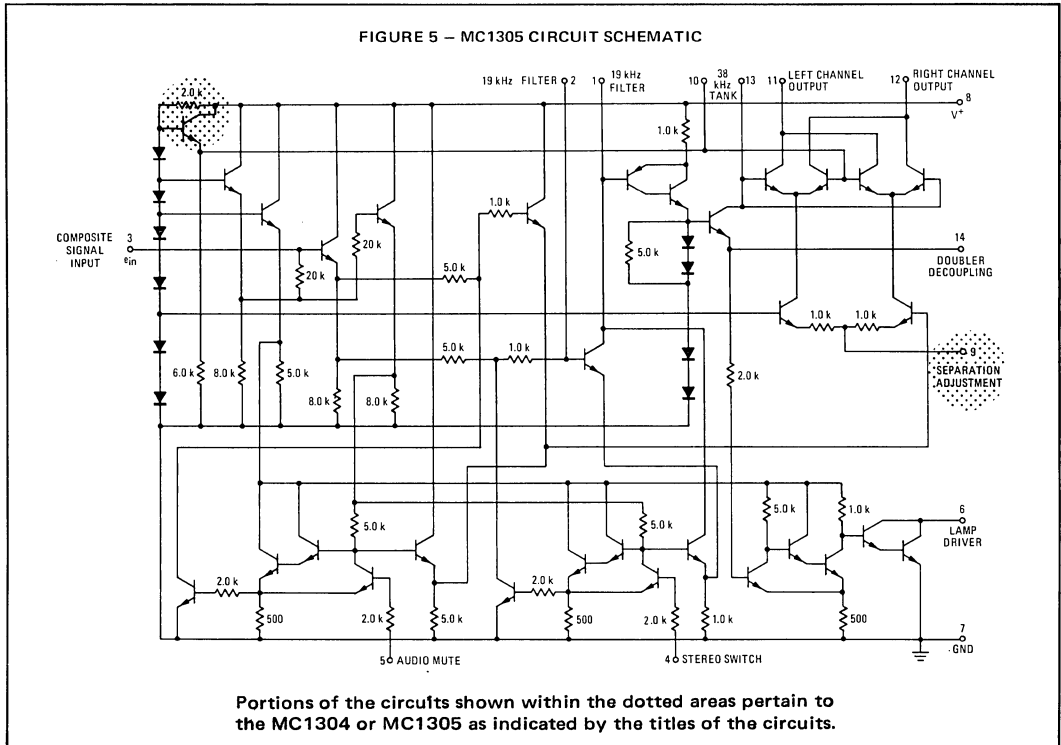 FIGURE 5 – MC1305 CIRCUIT SCHEMATIC
19 kHz FILTER 2
1 19 kHz FILTER
10 38 kHz TANK 13
11 LEFT CHANNEL OUTPUT
12 RIGHT CHANNEL OUTPUT
2.0 k
8
V+
1.0 k
1.0 k
COMPOSITE SIGNAL INPUT
3
ein
20 k
20 k
5.0 k
5.0 k
14
DOUBLER DECOUPLING
1.0 k
1.0 k
5.0 k
1.0 k
9
SEPARATION ADJUSTMENT
6.0 k
8.0 k
5.0 k
8.0 k
8.0 k
2.0 k
5.0 k
5.0 k
5.0 k
1.0 k
6
LAMP DRIVER
2.0 k
2.0 k
500
2.0 k
5.0 k
500
2.0 k
1.0 k
500
7
GND
5 AUDIO MUTE
4 STEREO SWITCH
Portions of the circuits shown within the dotted areas pertain to
the MC1304 or MC1305 as indicated by the titles of the circuits.